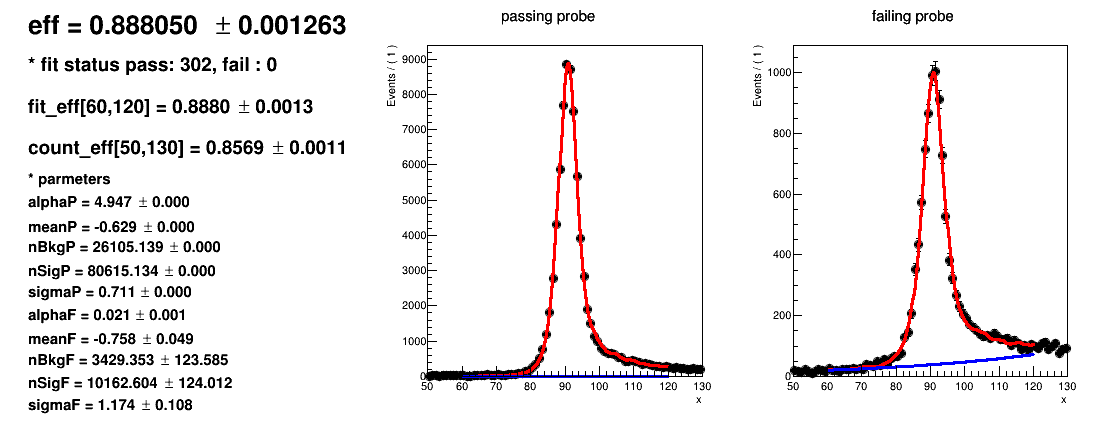 eff = 0.888050 ± 0.001263
* fit status pass: 302, fail : 0
fit_eff[60,120] = 0.8880 ± 0.0013
count_eff[50,130] = 0.8569 ± 0.0011
* parmeters
alphaP = 4.947 ± 0.000
meanP = -0.629 ± 0.000
nBkgP = 26105.139 ± 0.000
nSigP = 80615.134 ± 0.000
sigmaP = 0.711 ± 0.000
alphaF = 0.021 ± 0.001
meanF = -0.758 ± 0.049
nBkgF = 3429.353 ± 123.585
nSigF = 10162.604 ± 124.012
sigmaF = 1.174 ± 0.108
passing probe
Events / ( 1 )
9000
8000
7000
6000
5000
4000
3000
2000
1000
0
50 60 70 80 90 100 110 120 130
x
failing probe
Events / ( 1 )
1000
800
600
400
200
0
50 60 70 80 90 100 110 120 130
x